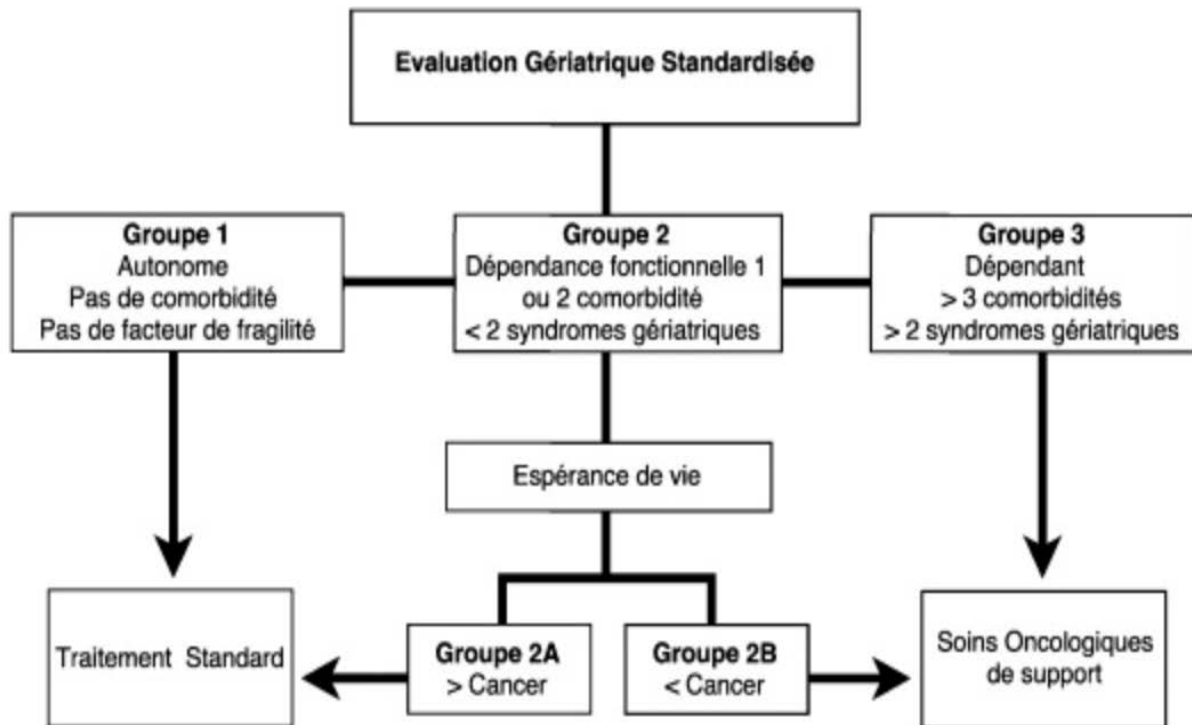 Evaluation Gériatrique Standardisée
Groupe 1
Autonome
Pas de comorbidité
Pas de facteur de fragilité
Groupe 2
Dépendance fonctionnelle 1
ou 2 comorbidité
< 2 syndromes gériatriques
Groupe 3
Dépendant
> 3 comorbidités
> 2 syndromes gériatriques
Espérance de vie
Traitement Standard
Groupe 2A
> Cancer
Groupe 2B
< Cancer
Soins Oncologiques
de support